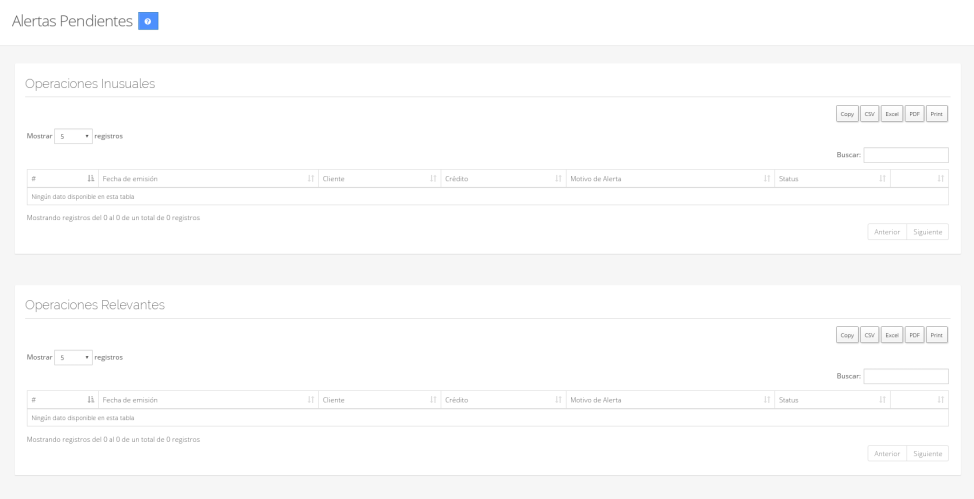 Alertas Pendientes ?
Operaciones Inusuales
Copy CSV Excel PDF Print
Mostrar 5 registros
Buscar:
# Fecha de emisión Cliente Crédito Motivo de Alerta Status
Ningún dato disponible en esta tabla
Mostrando registros del 0 al 0 de un total de 0 registros
Anterior Siguiente
Operaciones Relevantes
Copy CSV Excel PDF Print
Mostrar 5 registros
Buscar:
# Fecha de emisión Cliente Crédito Motivo de Alerta Status
Ningún dato disponible en esta tabla
Mostrando registros del 0 al 0 de un total de 0 registros
Anterior Siguiente